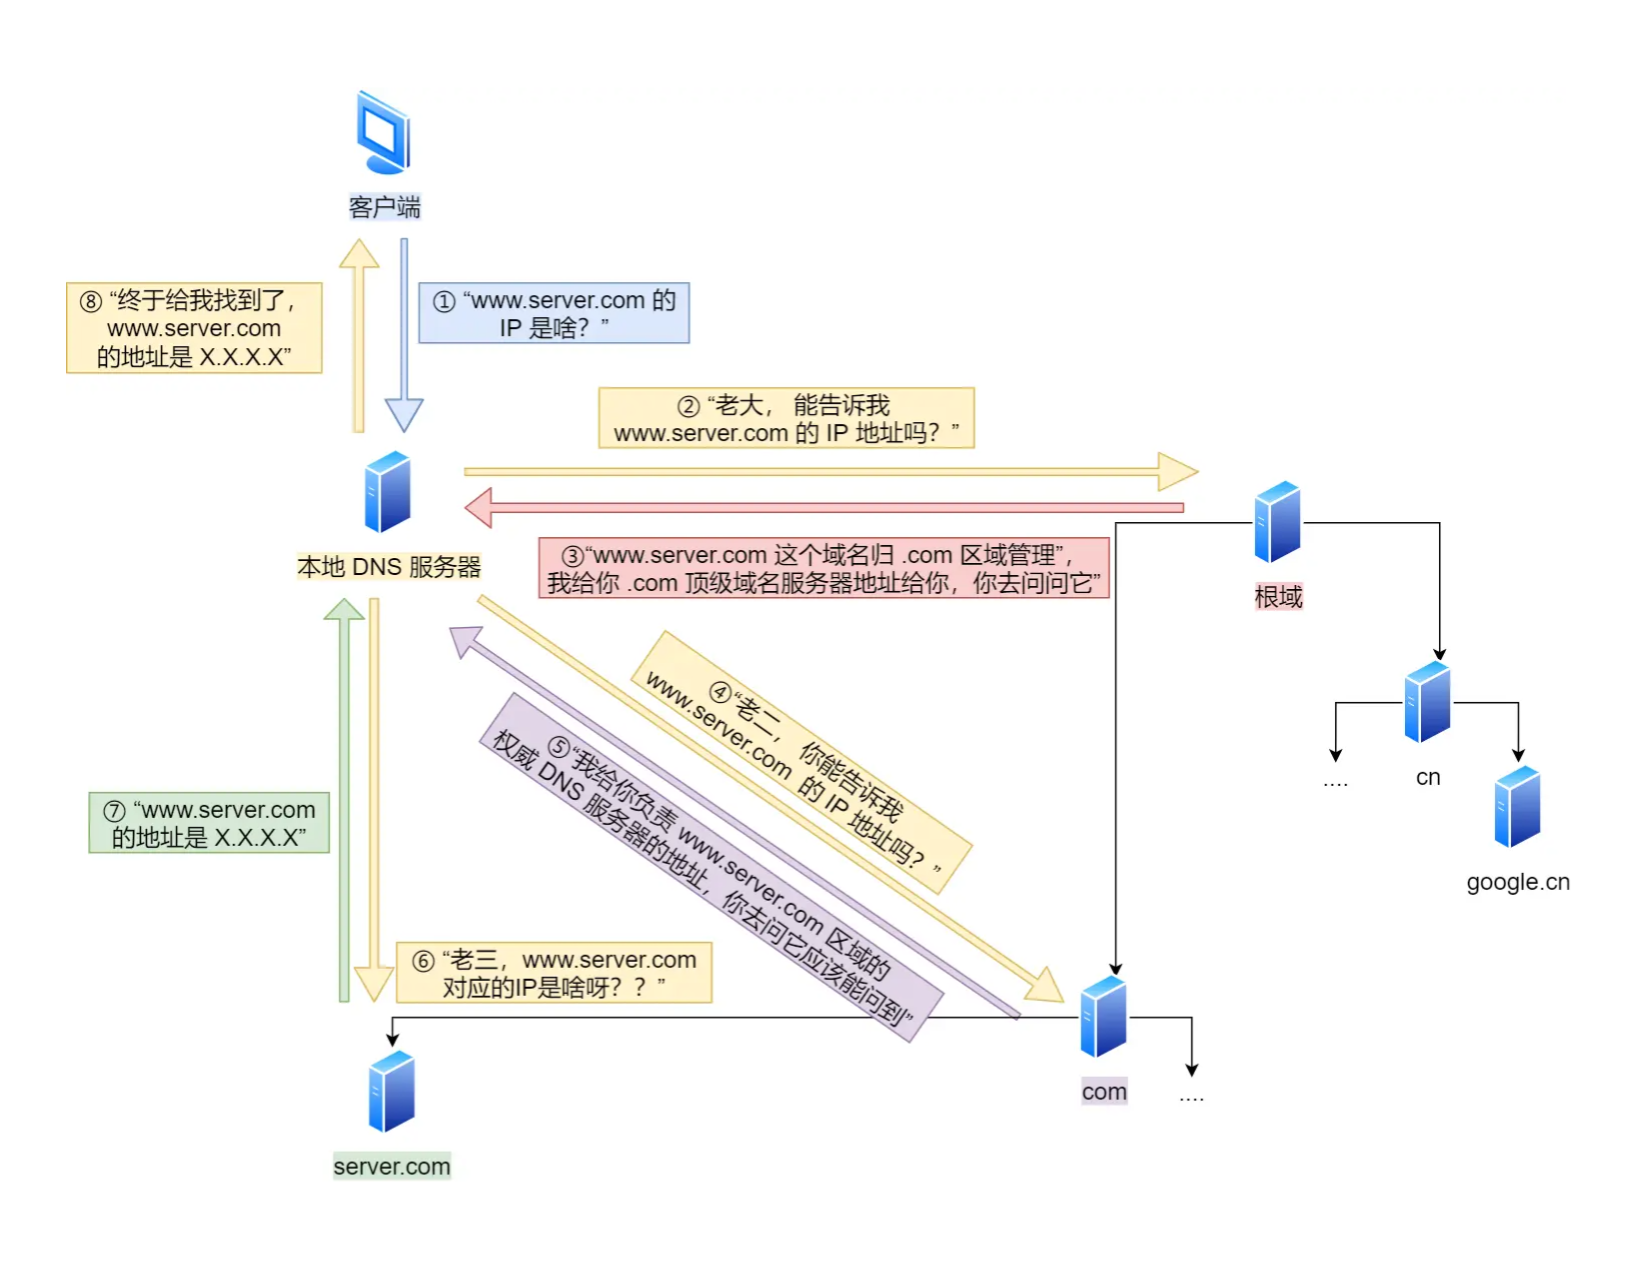 客户端
⑧ “终于给我找到了，
www.server.com
的地址是 X.X.X.X”
① “www.server.com 的
IP 是啥？”
② “老大， 能告诉我
www.server.com 的 IP 地址吗？”
本地 DNS 服务器
③“www.server.com 这个域名归 .com 区域管理”，
我给你 .com 顶级域名服务器地址给你，你去问问它”
根域
④“老二， 你能告诉我
www.server.com 的 IP 地址吗？”
⑤“我给你负责 www.server.com 区域的
权威 DNS 服务器的地址，你去问它应该能问到”
....
cn
google.cn
⑦ “www.server.com
的地址是 X.X.X.X”
⑥ “老三，www.server.com
对应的IP是啥呀？？”
com
....
server.com